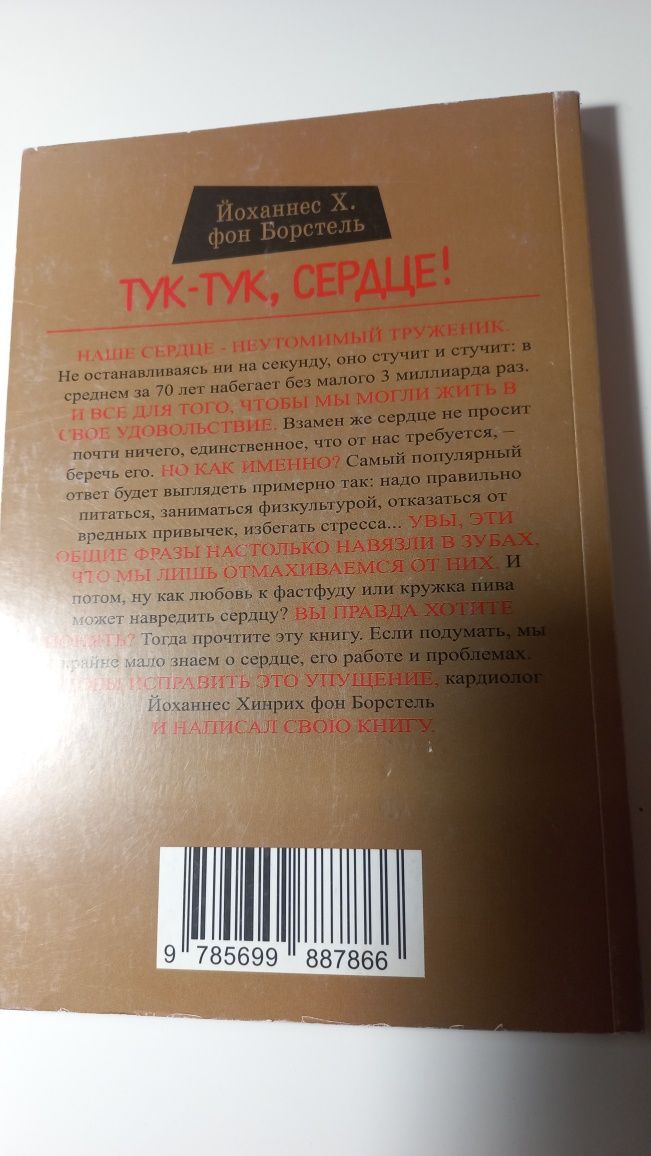 Йоханнес Х.
фон Борстель
ТУК-ТУК, СЕРДЦЕ!
НАШЕ СЕРДЦЕ - НЕУТОМИМЫЙ ТРУЖЕНИК.
Не останавливаясь ни на секунду, оно стучит и стучит: в
среднем за 70 лет набегает без малого 3 миллиарда раз.
И ВСЕ ДЛЯ ТОГО, ЧТОБЫ МЫ МОГЛИ ЖИТЬ В
СВОЕ УДОВОЛЬСТВИЕ. Взамен же сердце не просит
почти ничего, единственное, что от нас требуется, –
беречь его. НО КАК ИМЕННО? Самый популярный
ответ будет выглядеть примерно так: надо правильно
питаться, заниматься физкультурой, отказаться от
вредных привычек, избегать стресса... УВЫ, ЭТИ
ОБЩИЕ ФРАЗЫ НАСТОЛЬКО НАВЯЗЛИ В ЗУБАХ,
ЧТО МЫ ЛИШЬ ОТМАХИВАЕМСЯ ОТ НИХ. И
потом, ну как любовь к фастфуду или кружка пива
может навредить сердцу? ВЫ ПРАВДА ХОТИТЕ
ПОНЯТЬ? Тогда прочтите эту книгу. Если подумать, мы
крайне мало знаем о сердце, его работе и проблемах.
ЧТОБЫ ИСПРАВИТЬ ЭТО УПУЩЕНИЕ, кардиолог
Йоханнес Хинрих фон Борстель
И НАПИСАЛ СВОЮ КНИГУ.
9 785699 887866